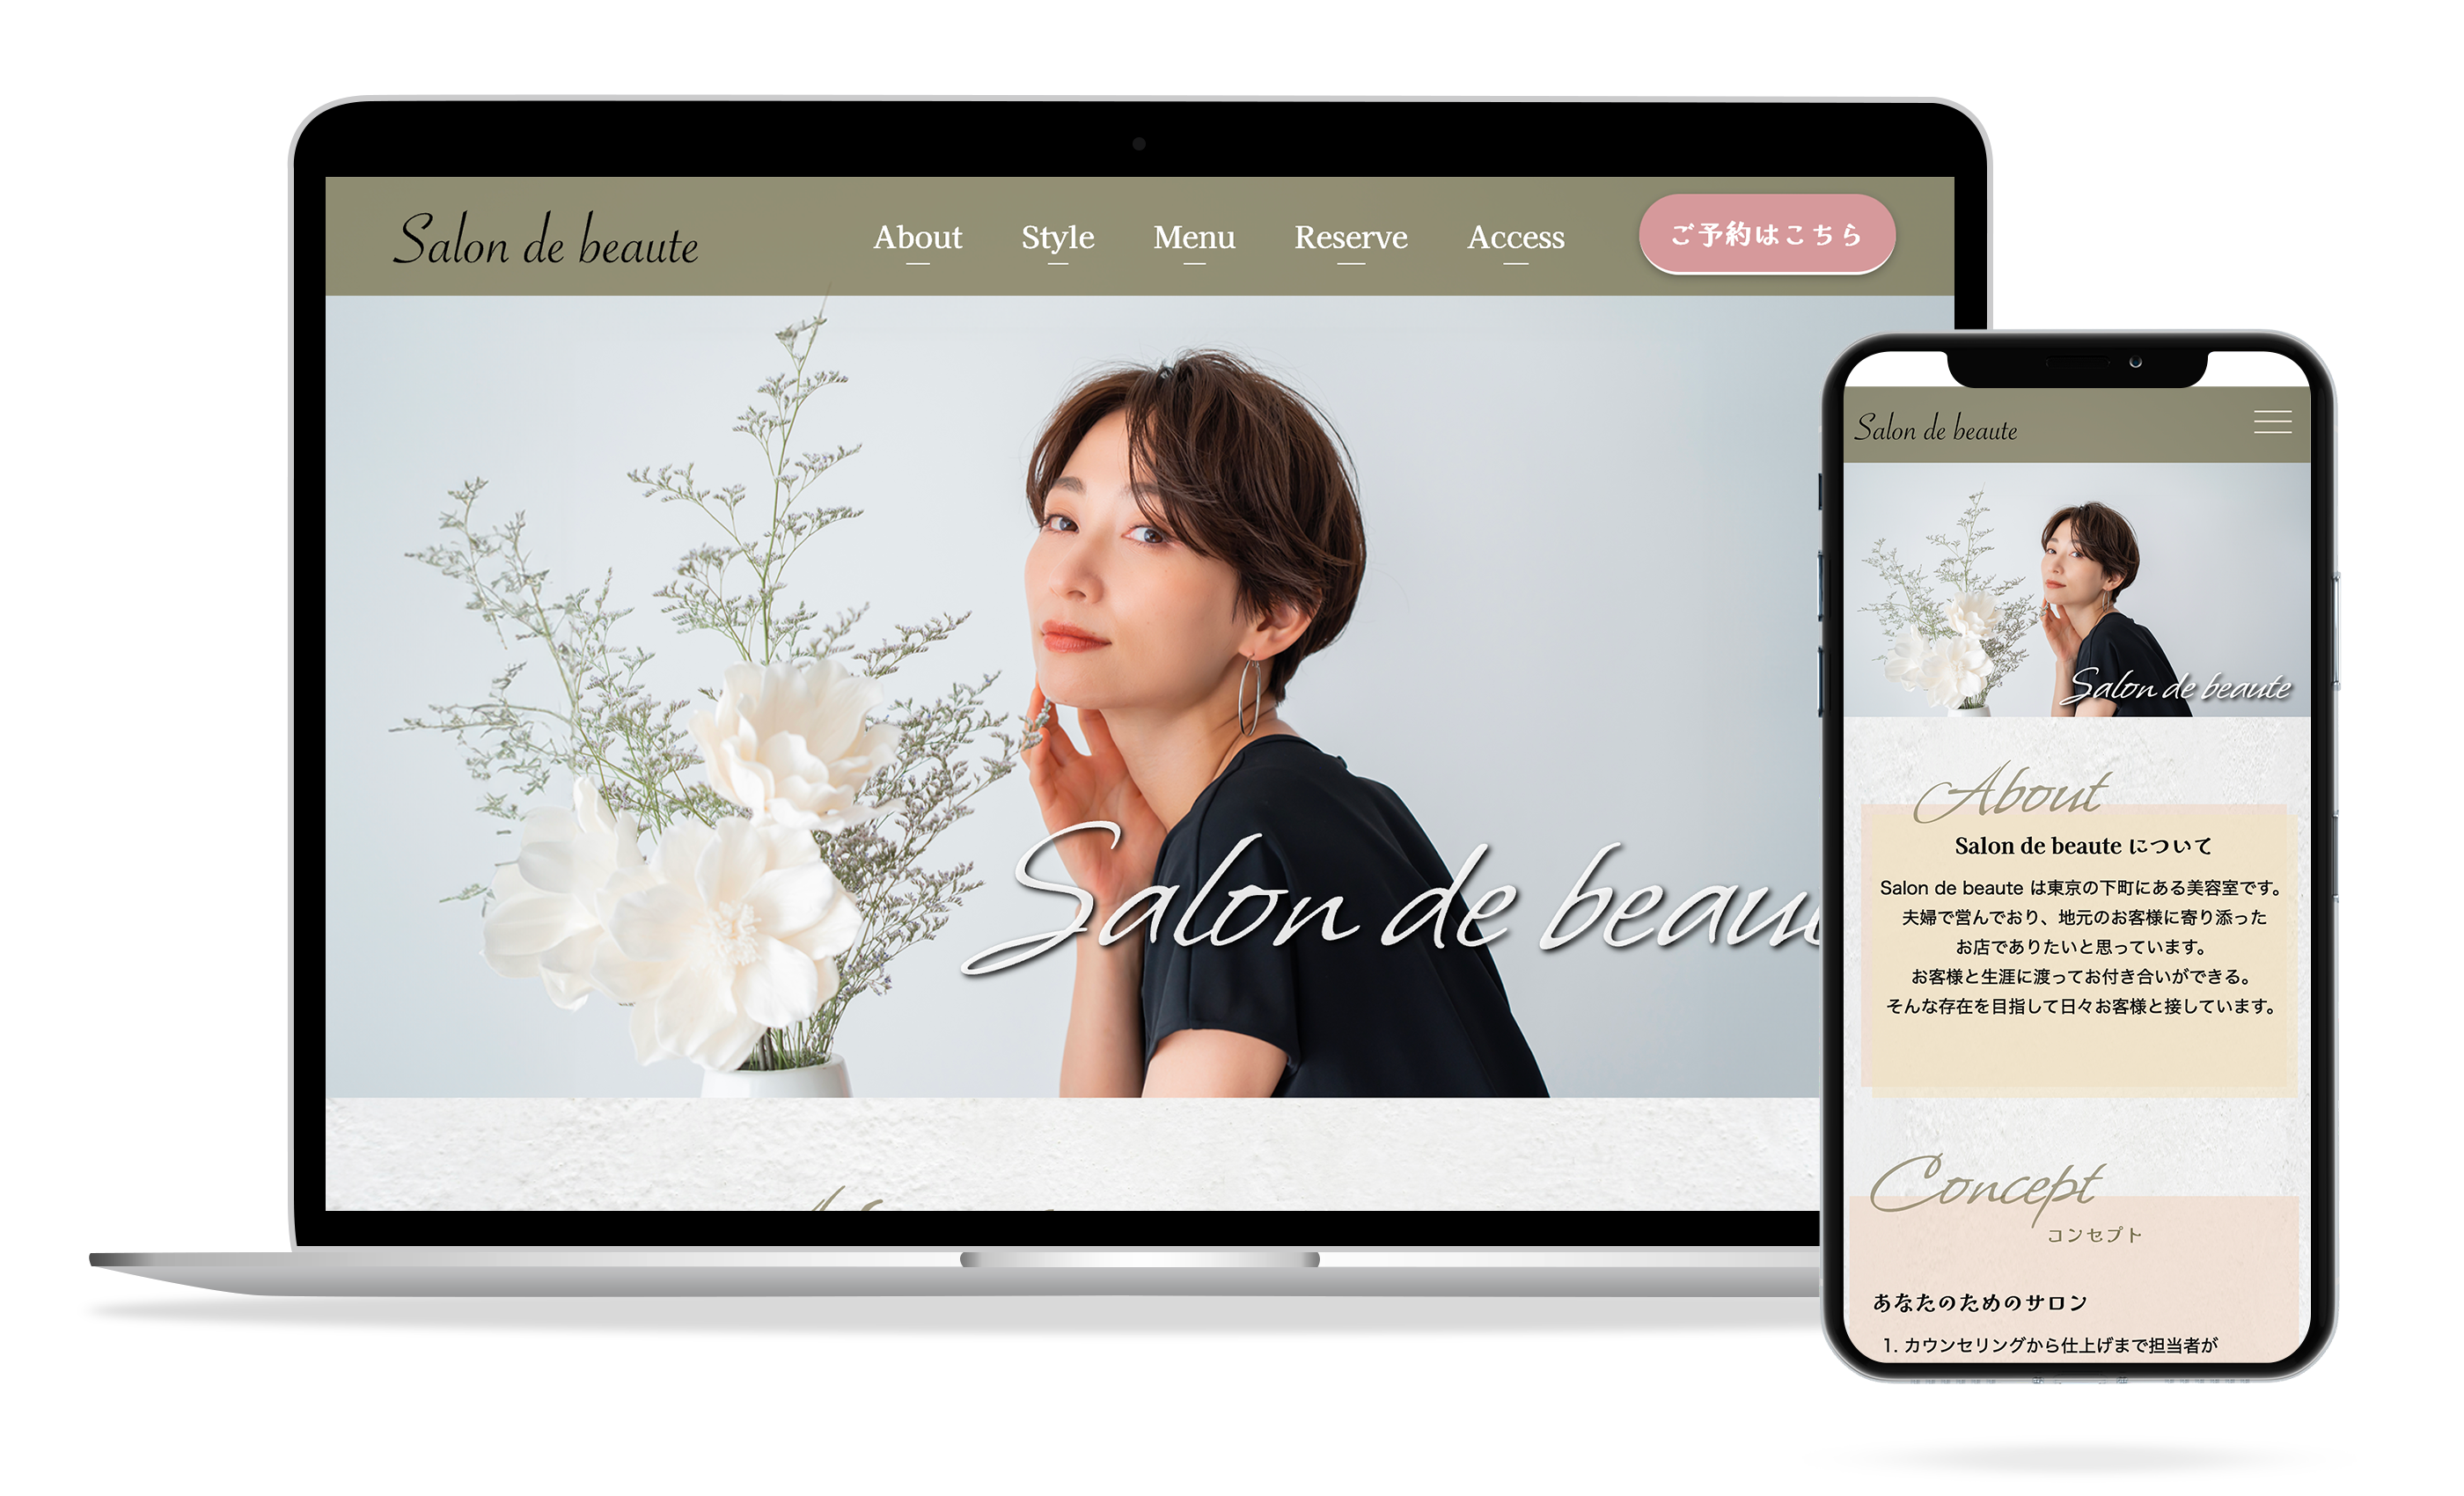 Salon de beaute
About
Style
Menu
Reserve
Access
ご予約はこちら
Salon de beau
Salon de beaute
Salon de beaute
About
Salon de beaute について
Salon de beaute は東京の下町にある美容室です。
夫婦で営んでおり、地元のお客様に寄り添った
お店でありたいと思っています。
お客様と生涯に渡ってお付き合いができる。
そんな存在を目指して日々お客様と接しています。
Concept
コンセプト
あなたのためのサロン
1. カウンセリングから仕上げまで担当者が